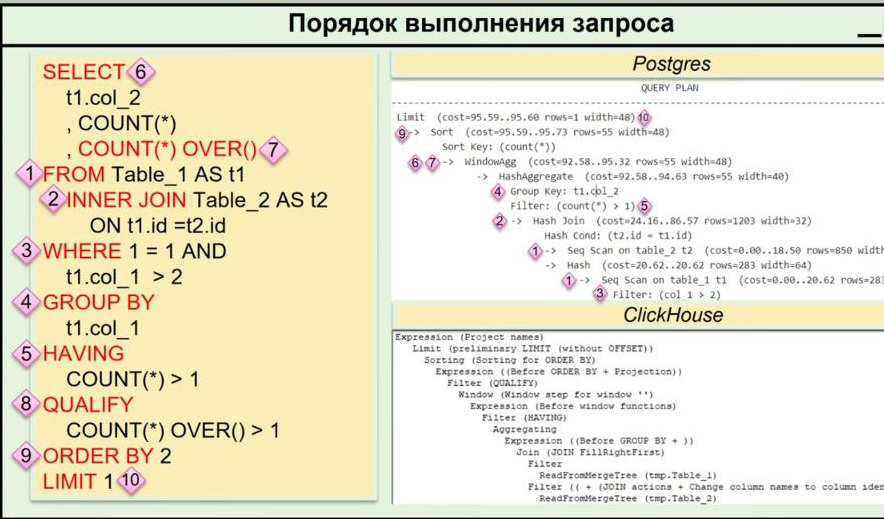 Порядок выполнения запроса
SELECT 6
t1.col_2
, COUNT(*)
, COUNT(*) OVER() 7
1 FROM Table_1 AS t1
2 INNER JOIN Table_2 AS t2
ON t1.id =t2.id
3 WHERE 1 = 1 AND
t1.col_1 > 2
4 GROUP BY
t1.col_1
5 HAVING
COUNT(*) > 1
8 QUALIFY
COUNT(*) OVER() > 1
9 ORDER BY 2
LIMIT 1 10
Postgres
QUERY PLAN
Limit (cost=95.59..95.60 rows=1 width=48) 10
9 -> Sort (cost=95.59..95.73 rows=55 width=48)
Sort Key: (count(*))
6 7 -> WindowAgg (cost=92.58..95.32 rows=55 width=48)
-> HashAggregate (cost=92.58..94.63 rows=55 width=40)
4 Group Key: t1.col_2
Filter: (count(*) > 1) 5
2 -> Hash Join (cost=24.16..86.57 rows=1203 width=32)
Hash Cond: (t2.id = t1.id)
1 -> Seq Scan on table_2 t2 (cost=0.00..18.50 rows=850 width
-> Hash (cost=20.62..20.62 rows=283 width=64)
1 -> Seq Scan on table_1 t1 (cost=0.00..20.62 rows=283
3 Filter: (col_1 > 2)
ClickHouse
Expression (Project names)
Limit (preliminary LIMIT (without OFFSET))
Sorting (Sorting for ORDER BY)
Expression ((Before ORDER BY + Projection))
Filter (QUALIFY)
Window (Window step for window '')
Expression (Before window functions)
Filter (HAVING)
Aggregating
Expression ((Before GROUP BY + ))
Join (JOIN FillRightFirst)
Filter
ReadFromMergeTree (tmp.Table_1)
Filter (( + (JOIN actions + Change column names to column iden
ReadFromMergeTree (tmp.Table_2)